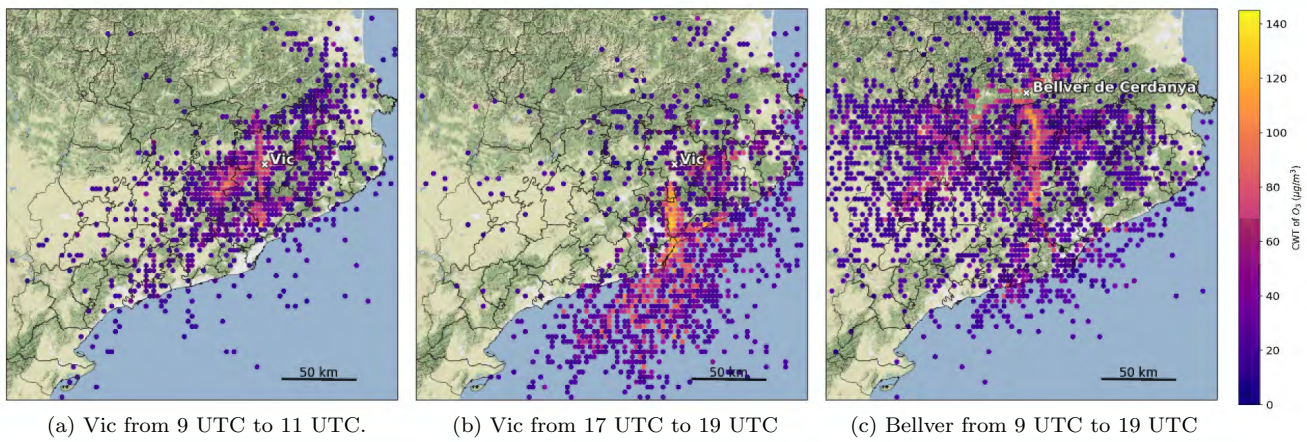 Vic
50 km
Vic
50 km
Bellver de Cerdanya
50 km
140
120
100
80
60
40
20
0
CWT of O₃ (μg/m³)
(a) Vic from 9 UTC to 11 UTC.
(b) Vic from 17 UTC to 19 UTC
(c) Bellver from 9 UTC to 19 UTC